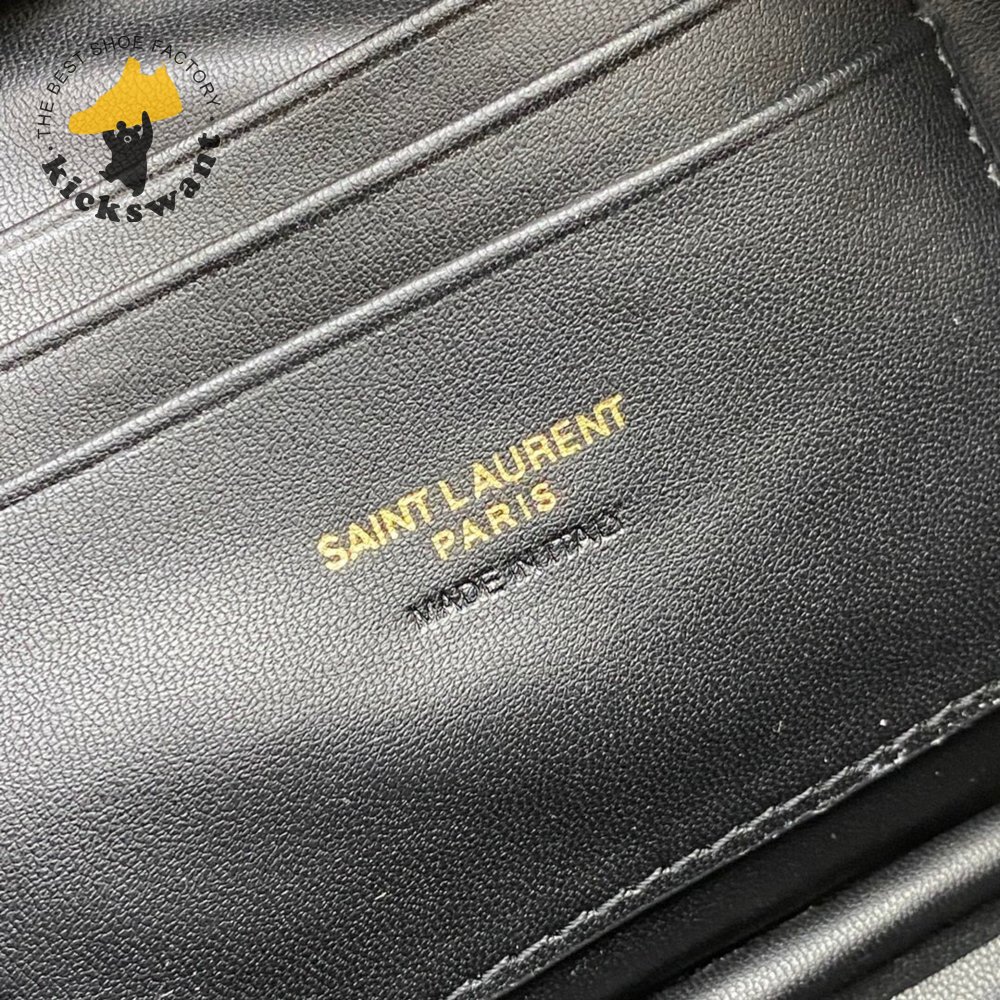 ·THE BEST SHOE FACTORY·
kickswant
SAINT LAURENT
PARIS
MADE IN ITALY